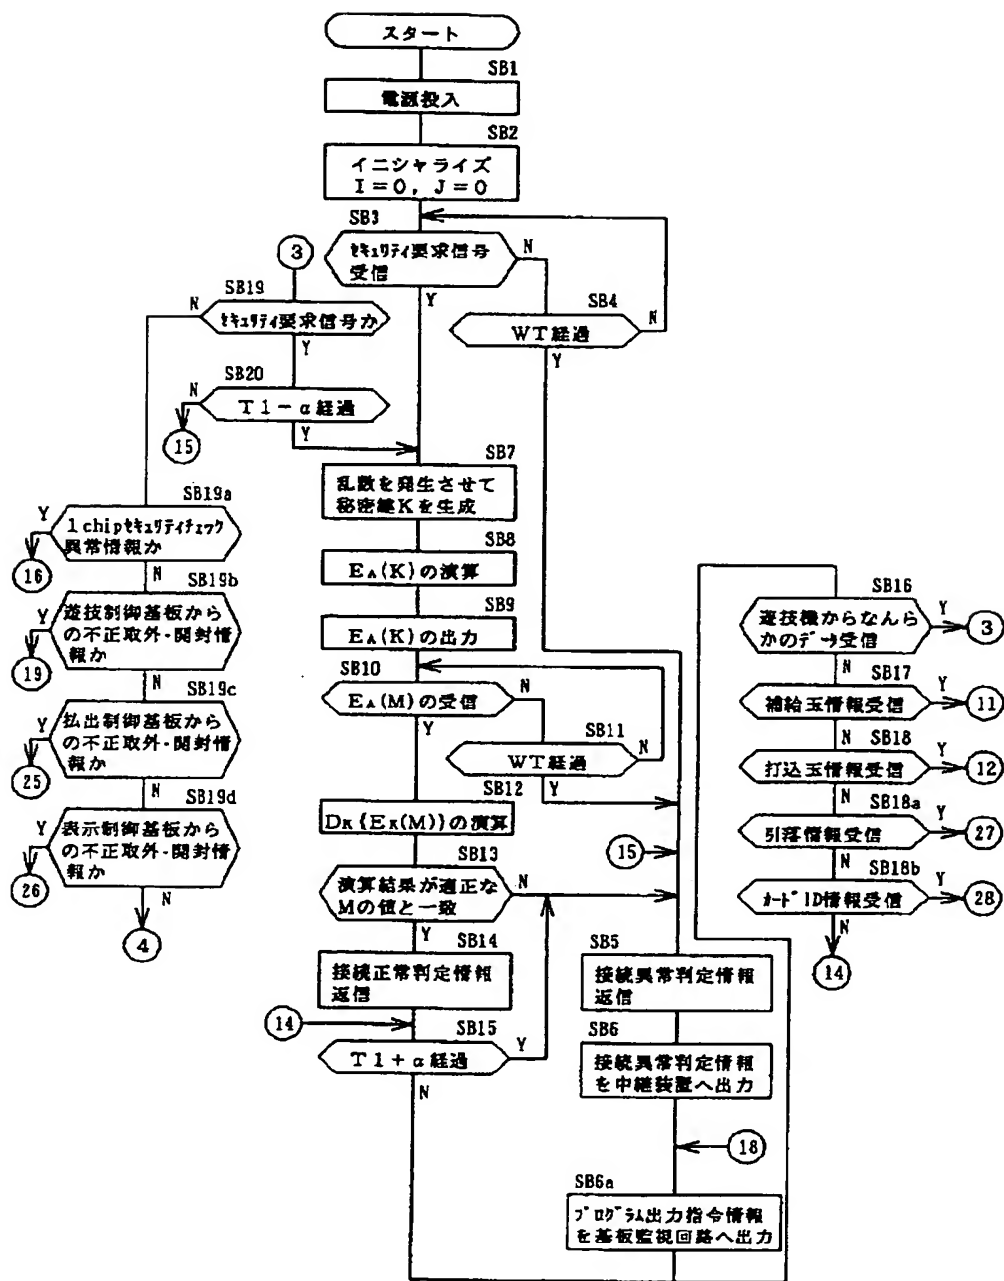 スタート
SB1
電源投入
SB2
イニシャライズ
I=0, J=0
SB3
セキュリティ要求信号
受信
N
Y
SB4
WT経過
N
Y
3
SB19
N
セキュリティ要求信号か
Y
SB20
N
T1-α経過
Y
15
SB7
乱数を発生させて
秘密鍵Kを生成
SB8
EA(K)の演算
SB9
EA(K)の出力
SB10
EA(M)の受信
N
Y
SB11
WT経過
N
Y
SB12
DK{EK(M)}の演算
SB13
演算結果が適正な
Mの値と一致
N
Y
SB14
接続正常判定情報
返信
14
SB15
T1+α経過
Y
N
SB19a
Y
1chipセキュリティチェック
異常情報か
16
N
SB19b
Y
遊技制御基板から
の不正取外・開封情
報か
19
N
SB19c
Y
払出制御基板から
の不正取外・開封情
報か
25
N
SB19d
Y
表示制御基板から
の不正取外・開封情
報か
26
N
4
15
SB5
接続異常判定情報
返信
SB6
接続異常判定情報
を中継装置へ出力
18
SB6a
プログラム出力指令情報
を基板監視回路へ出力
SB16
遊技機からなんら
かのデータ受信
Y
3
N
SB17
補給玉情報受信
Y
11
N
SB18
打込玉情報受信
Y
12
N
SB18a
引落情報受信
Y
27
N
SB18b
カードID情報受信
Y
28
N
14